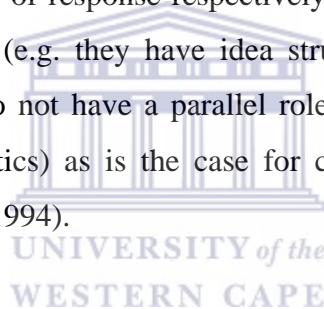 of response respectively
(e.g. they have idea stru
not have a parallel role
tics) as is the case for c
1994).
UNIVERSITY of the
WESTERN CAPE